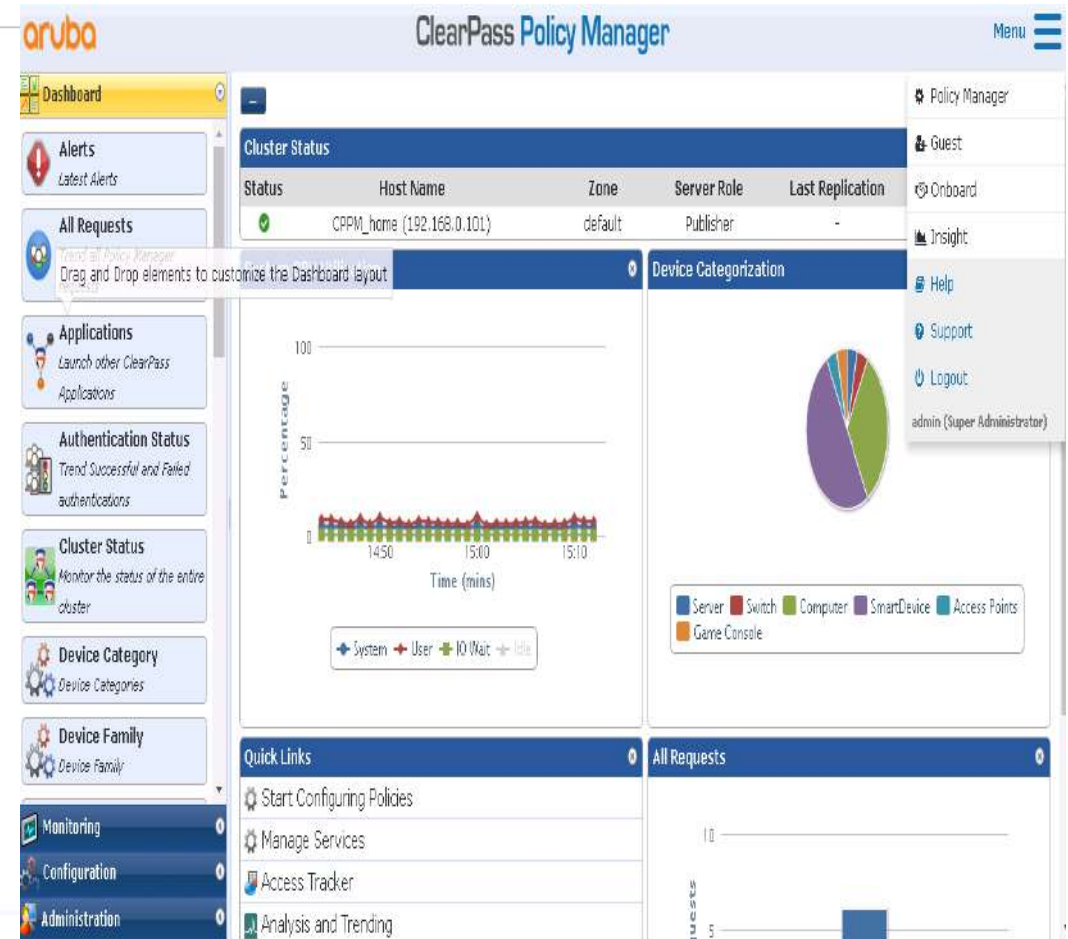 aruba
ClearPass Policy Manager
Menu
Dashboard
Alerts
Latest Alerts
All Requests
Trend all Policy Manager
Drag and Drop elements to customize the Dashboard layout
Applications
Launch other ClearPass
Applications
Authentication Status
Trend Successful and Failed
authentications
Cluster Status
Monitor the status of the entire
cluster
Device Category
Device Categories
Device Family
Device Family
Monitoring
Configuration
Administration
Cluster Status
Status Host Name Zone Server Role Last Replication
CPPM_home (192.168.0.101) default Publisher -
Device Categorization
100
50
0
Percentage
14:50 15:00 15:10
Time (mins)
System User IO Wait Idle
Server Switch Computer SmartDevice Access Points
Game Console
Quick Links
Start Configuring Policies
Manage Services
Access Tracker
Analysis and Trending
All Requests
10
5
Policy Manager
Guest
Onboard
Insight
Help
Support
Logout
admin (Super Administrator)